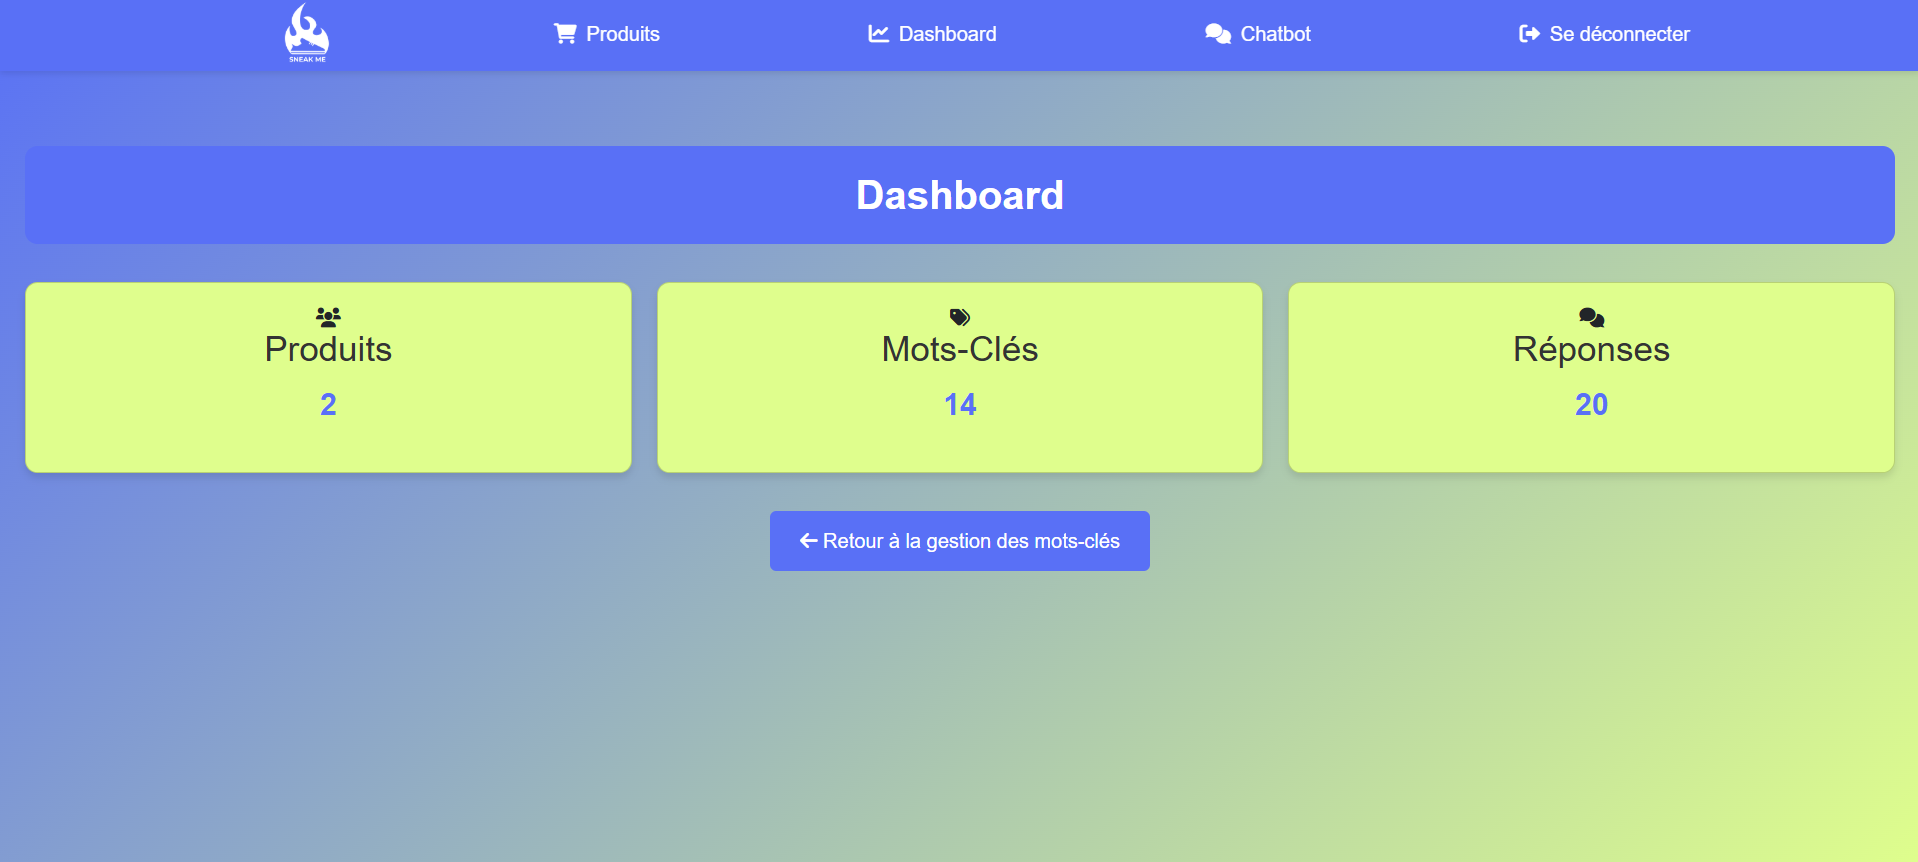 SNEAK ME
Produits
Dashboard
Chatbot
Se déconnecter
Dashboard
Produits
2
Mots-Clés
14
Réponses
20
Retour à la gestion des mots-clés